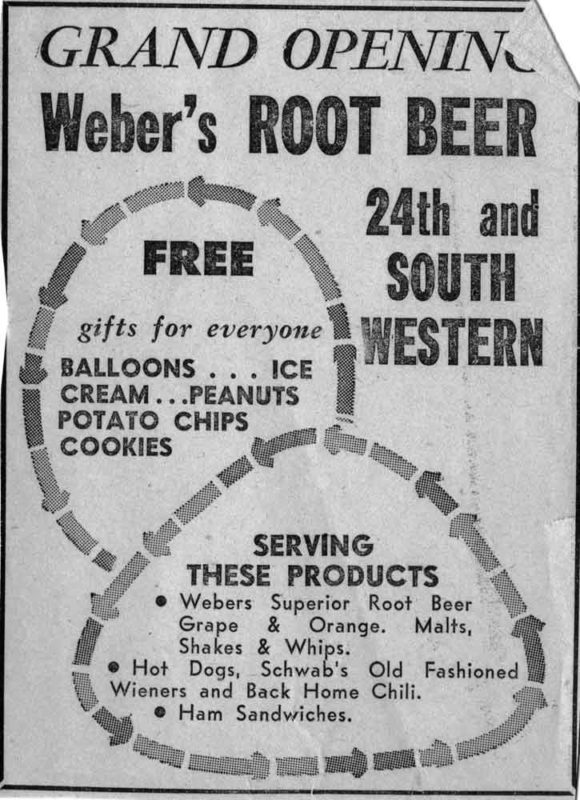 GRAND OPENING
Weber's ROOT BEER
24th and
SOUTH
WESTERN
FREE
gifts for everyone
BALLOONS . . . ICE
CREAM...PEANUTS
POTATO CHIPS
COOKIES
SERVING
THESE PRODUCTS
• Webers Superior Root Beer
Grape & Orange. Malts,
Shakes & Whips.
• Hot Dogs, Schwab's Old Fashioned
Wieners and Back Home Chili.
• Ham Sandwiches.